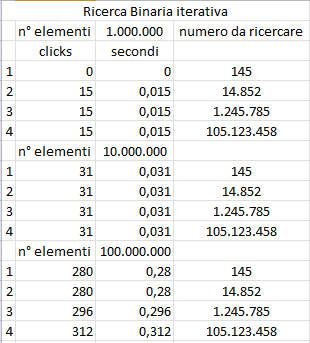 Ricerca Binaria iterativa
n° elementi 1.000.000 numero da ricercare
clicks secondi
1 0 0 145
2 15 0,015 14.852
3 15 0,015 1.245.785
4 15 0,015 105.123.458
n° elementi 10.000.000
1 31 0,031 145
2 31 0,031 14.852
3 31 0,031 1.245.785
4 31 0,031 105.123.458
n° elementi 100.000.000
1 280 0,28 145
2 280 0,28 14.852
3 296 0,296 1.245.785
4 312 0,312 105.123.458